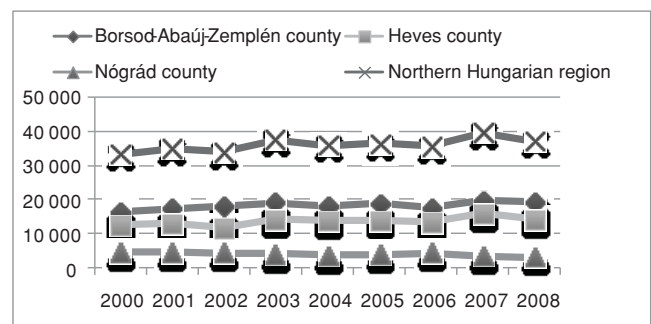 Borsod-Abaúj-Zemplén county Heves county
Nógrád county Northern Hungarian region
50 000
40 000
30 000
20 000
10 000
0
2000 2001 2002 2003 2004 2005 2006 2007 2008